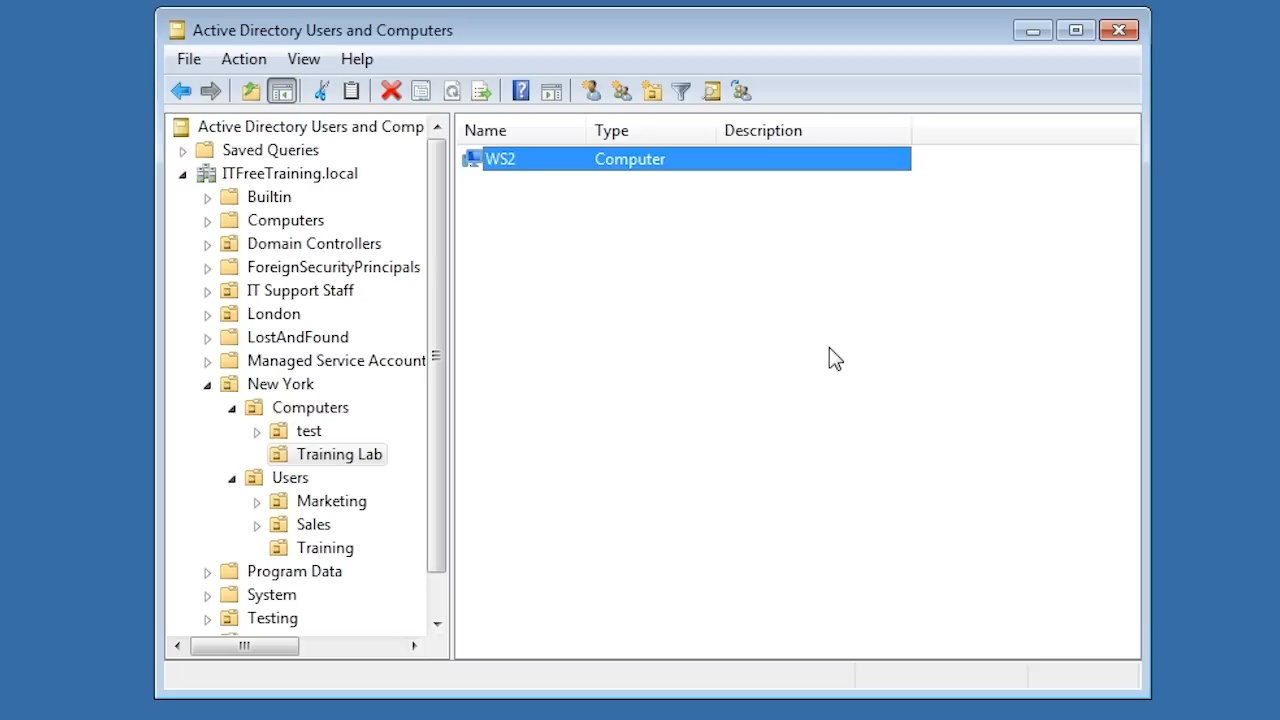 Active Directory Users and Computers
File Action View Help
Active Directory Users and Comp
Saved Queries
ITFreeTraining.local
Builtin
Computers
Domain Controllers
ForeignSecurityPrincipals
IT Support Staff
London
LostAndFound
Managed Service Account
New York
Computers
test
Training Lab
Users
Marketing
Sales
Training
Program Data
System
Testing
Name Type Description
WS2 Computer